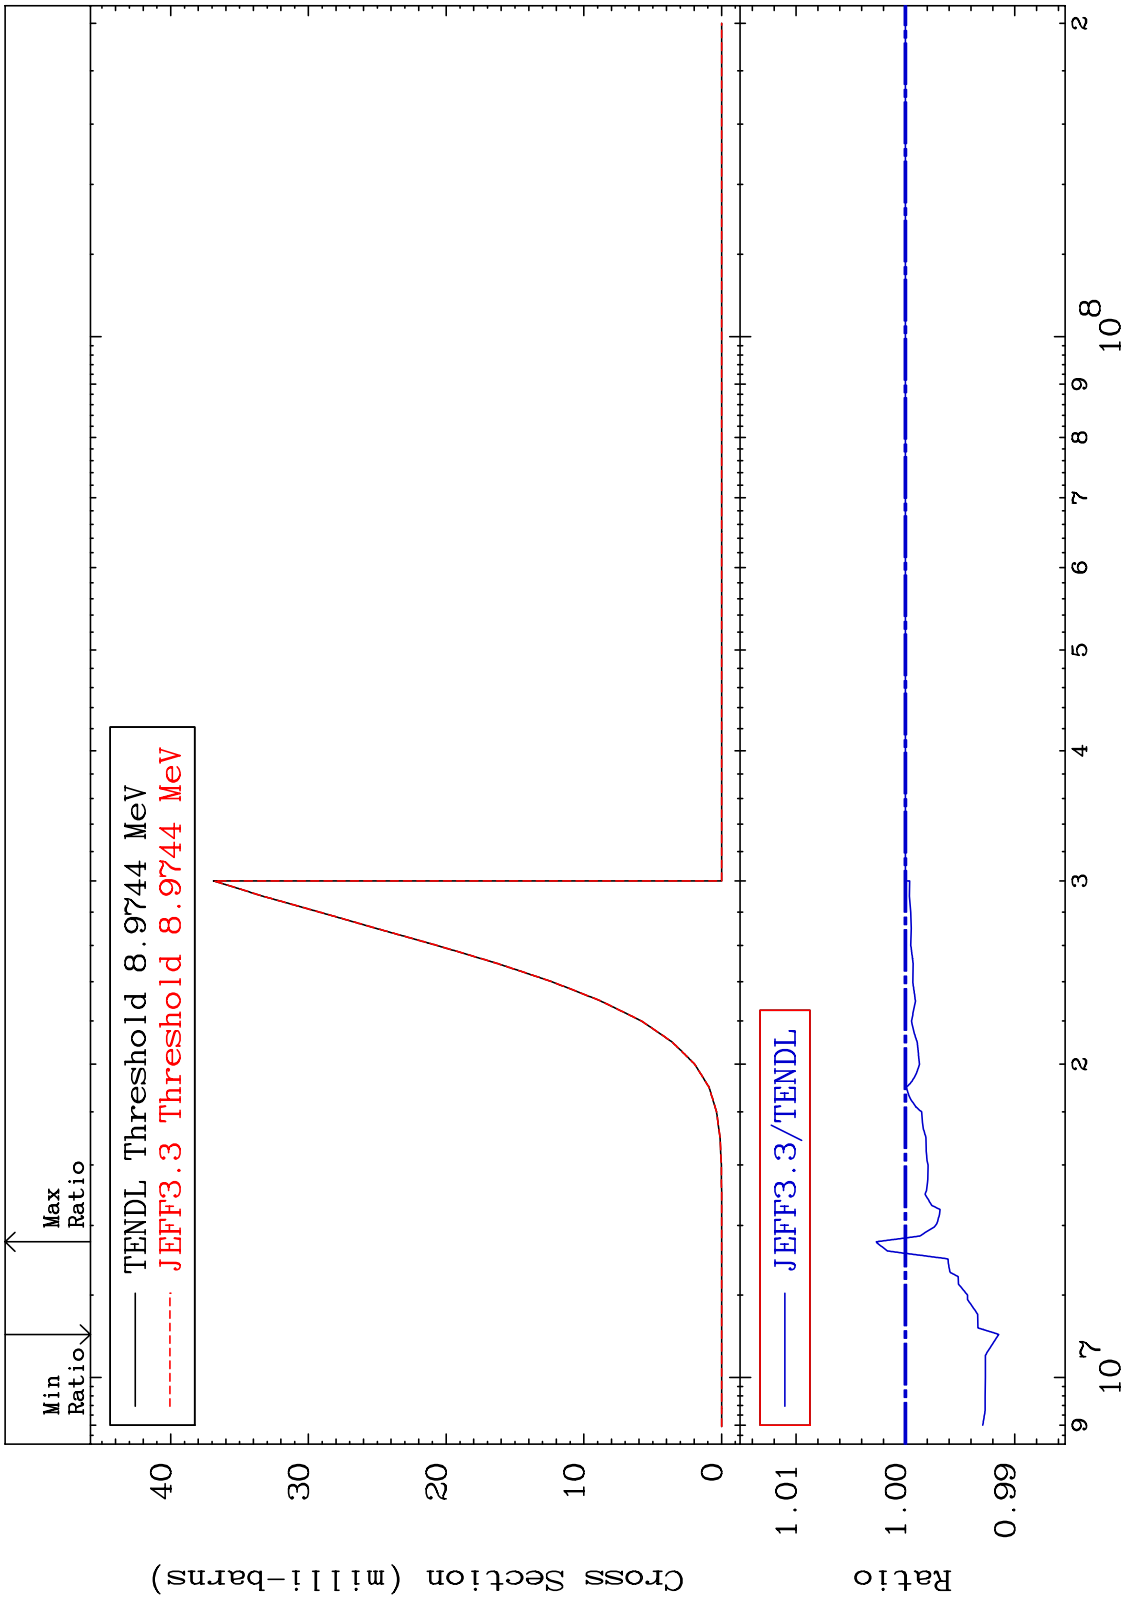 Min
Ratio
Max
Ratio
TENDL Threshold 8.9744 MeV
JEFF3.3 Threshold 8.9744 MeV
40
30
20
10
0
Cross Section (milli-barns)
JEFF3.3/TENDL
1.01
1.00
0.99
Ratio
9
10 7
2
3
4
5
6
7
8
9
10 8
2